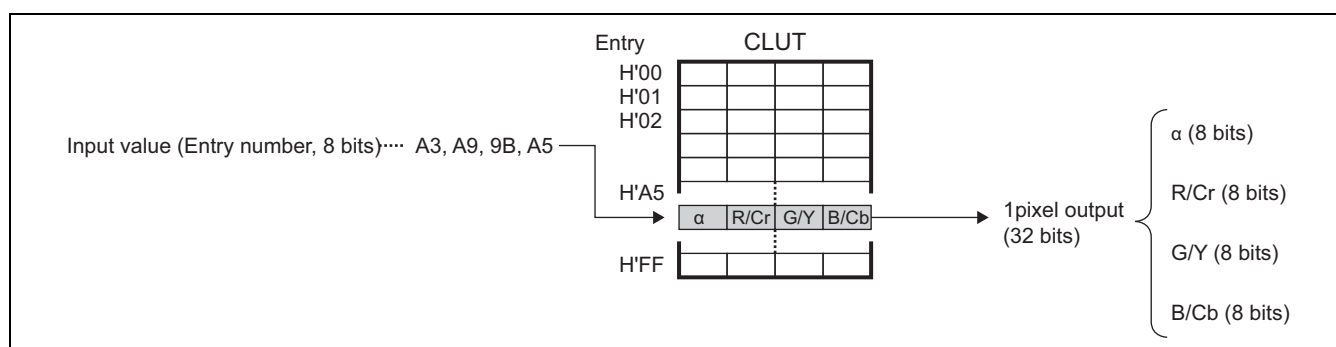 Entry CLUT
H'00
H'01
H'02
Input value (Entry number, 8 bits)····· A3, A9, 9B, A5
H'A5
α R/Cr G/Y B/Cb
H'FF
1pixel output
(32 bits)
α (8 bits)
R/Cr (8 bits)
G/Y (8 bits)
B/Cb (8 bits)